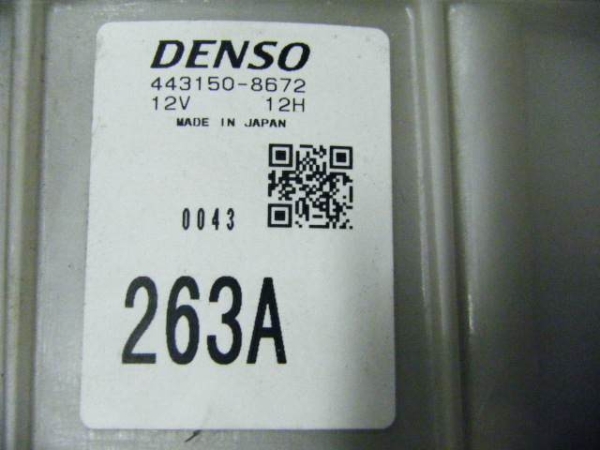 DENSO
443150-8672
12V 12H
MADE IN JAPAN
0043
263A